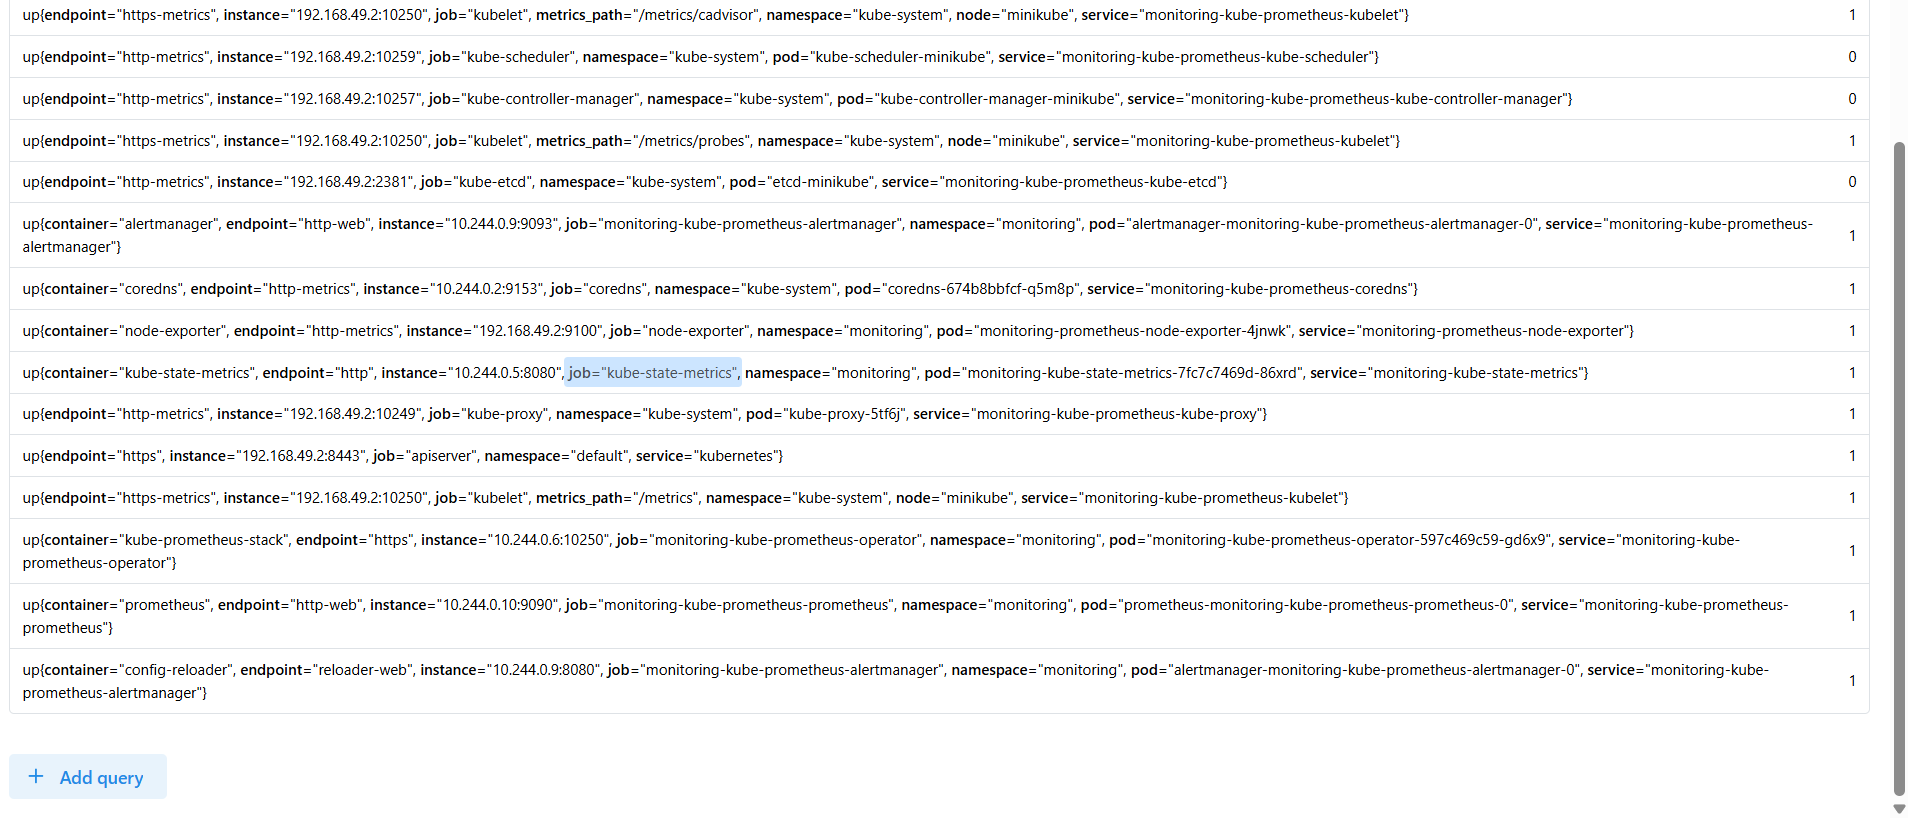 up{endpoint="https-metrics", instance="192.168.49.2:10250", job="kubelet", metrics_path="/metrics/cadvisor", namespace="kube-system", node="minikube", service="monitoring-kube-prometheus-kubelet"} 1
up{endpoint="http-metrics", instance="192.168.49.2:10259", job="kube-scheduler", namespace="kube-system", pod="kube-scheduler-minikube", service="monitoring-kube-prometheus-kube-scheduler"} 0
up{endpoint="http-metrics", instance="192.168.49.2:10257", job="kube-controller-manager", namespace="kube-system", pod="kube-controller-manager-minikube", service="monitoring-kube-prometheus-kube-controller-manager"} 0
up{endpoint="https-metrics", instance="192.168.49.2:10250", job="kubelet", metrics_path="/metrics/probes", namespace="kube-system", node="minikube", service="monitoring-kube-prometheus-kubelet"} 1
up{endpoint="http-metrics", instance="192.168.49.2:2381", job="kube-etcd", namespace="kube-system", pod="etcd-minikube", service="monitoring-kube-prometheus-kube-etcd"} 0
up{container="alertmanager", endpoint="http-web", instance="10.244.0.9:9093", job="monitoring-kube-prometheus-alertmanager", namespace="monitoring", pod="alertmanager-monitoring-kube-prometheus-alertmanager-0", service="monitoring-kube-prometheus-
alertmanager"} 1
up{container="coredns", endpoint="http-metrics", instance="10.244.0.2:9153", job="coredns", namespace="kube-system", pod="coredns-674b8bbfcf-q5m8p", service="monitoring-kube-prometheus-coredns"} 1
up{container="node-exporter", endpoint="http-metrics", instance="192.168.49.2:9100", job="node-exporter", namespace="monitoring", pod="monitoring-prometheus-node-exporter-4jnwk", service="monitoring-prometheus-node-exporter"} 1
up{container="kube-state-metrics", endpoint="http", instance="10.244.0.5:8080", job="kube-state-metrics", namespace="monitoring", pod="monitoring-kube-state-metrics-7fc7c7469d-86xrd", service="monitoring-kube-state-metrics"} 1
up{endpoint="http-metrics", instance="192.168.49.2:10249", job="kube-proxy", namespace="kube-system", pod="kube-proxy-5tf6j", service="monitoring-kube-prometheus-kube-proxy"} 1
up{endpoint="https", instance="192.168.49.2:8443", job="apiserver", namespace="default", service="kubernetes"} 1
up{endpoint="https-metrics", instance="192.168.49.2:10250", job="kubelet", metrics_path="/metrics", namespace="kube-system", node="minikube", service="monitoring-kube-prometheus-kubelet"} 1
up{container="kube-prometheus-stack", endpoint="https", instance="10.244.0.6:10250", job="monitoring-kube-prometheus-operator", namespace="monitoring", pod="monitoring-kube-prometheus-operator-597c469c59-gd6x9", service="monitoring-kube-
prometheus-operator"} 1
up{container="prometheus", endpoint="http-web", instance="10.244.0.10:9090", job="monitoring-kube-prometheus-prometheus", namespace="monitoring", pod="prometheus-monitoring-kube-prometheus-prometheus-0", service="monitoring-kube-prometheus-
prometheus"} 1
up{container="config-reloader", endpoint="reloader-web", instance="10.244.0.9:8080", job="monitoring-kube-prometheus-alertmanager", namespace="monitoring", pod="alertmanager-monitoring-kube-prometheus-alertmanager-0", service="monitoring-kube-
prometheus-alertmanager"} 1
+ Add query